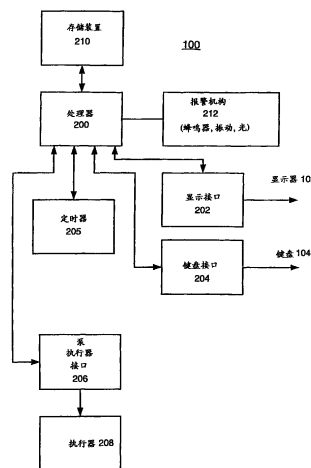 存储装置
210
100
处理器
200
报警机构
212
(蜂鸣器,振动,光)
显示接口
202
显示器 10
定时器
205
键盘接口
204
键盘 104
泵
执行器
接口
206
执行器 208